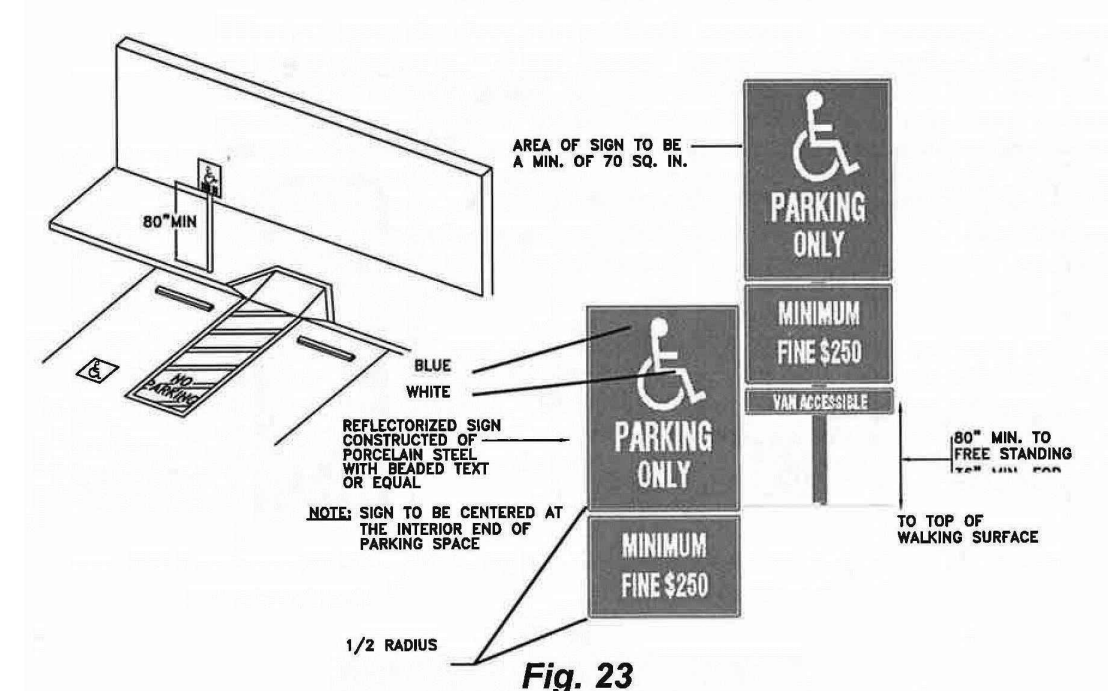 AREA OF SIGN TO BE
A MIN. OF 70 SQ. IN.
80" MIN
NO
PARKING
PARKING
ONLY
MINIMUM
FINE $250
VAN ACCESSIBLE
BLUE
WHITE
REFLECTORIZED SIGN
CONSTRUCTED OF
PORCELAIN STEEL
WITH BEADED TEXT
OR EQUAL
NOTE: SIGN TO BE CENTERED AT
THE INTERIOR END OF
PARKING SPACE
PARKING
ONLY
MINIMUM
FINE $250
80" MIN. TO
FREE STANDING
TO TOP OF
WALKING SURFACE
1/2 RADIUS
Fig. 23